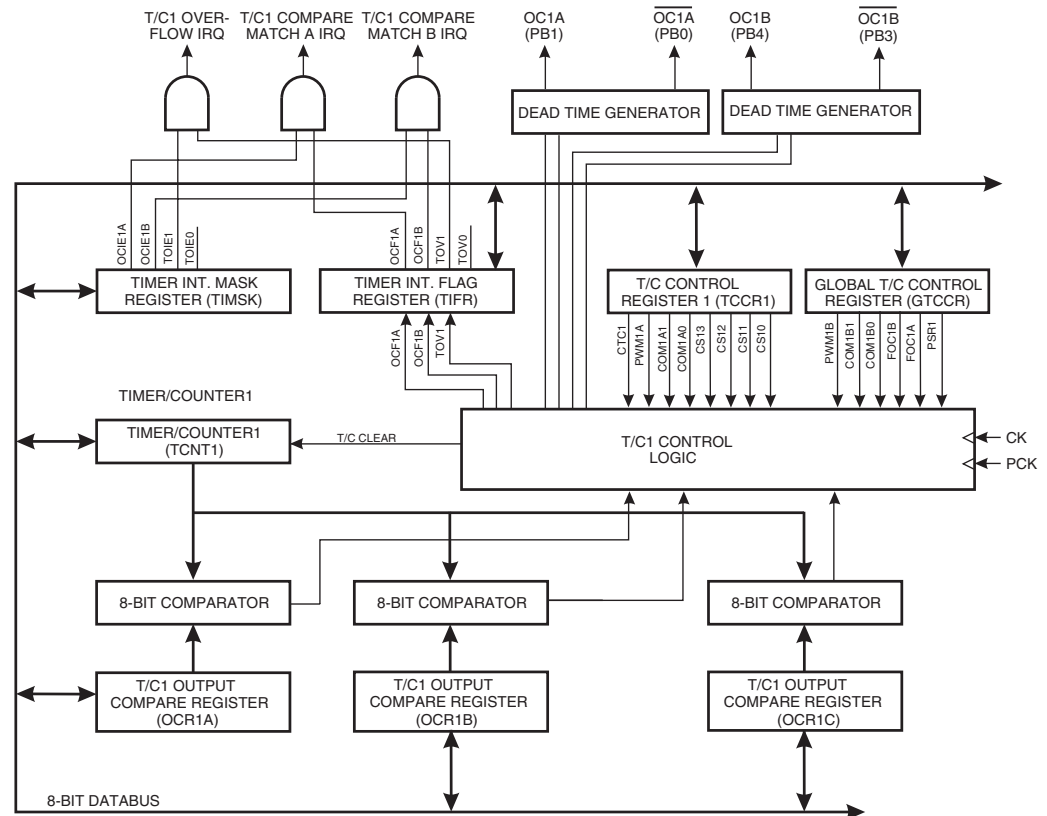 T/C1 OVER-
FLOW IRQ
T/C1 COMPARE
MATCH A IRQ
T/C1 COMPARE
MATCH B IRQ
OC1A
(PB1)
OC1A
(PB0)
OC1B
(PB4)
OC1B
(PB3)
DEAD TIME GENERATOR
DEAD TIME GENERATOR
OCIE1A
OCIE1B
TOIE1
TOIE0
OCF1A
OCF1B
TOV1
TOV0
TIMER INT. MASK
REGISTER (TIMSK)
TIMER INT. FLAG
REGISTER (TIFR)
T/C CONTROL
REGISTER 1 (TCCR1)
GLOBAL T/C CONTROL
REGISTER (GTCCR)
OCF1A
OCF1B
TOV1
CTC1
PWM1A
COM1A1
COM1A0
CS13
CS12
CS11
CS10
PWM1B
COM1B1
COM1B0
FOC1B
FOC1A
PSR1
TIMER/COUNTER1
TIMER/COUNTER1
(TCNT1)
T/C CLEAR
T/C1 CONTROL
LOGIC
CK
PCK
8-BIT COMPARATOR
8-BIT COMPARATOR
8-BIT COMPARATOR
T/C1 OUTPUT
COMPARE REGISTER
(OCR1A)
T/C1 OUTPUT
COMPARE REGISTER
(OCR1B)
T/C1 OUTPUT
COMPARE REGISTER
(OCR1C)
8-BIT DATABUS